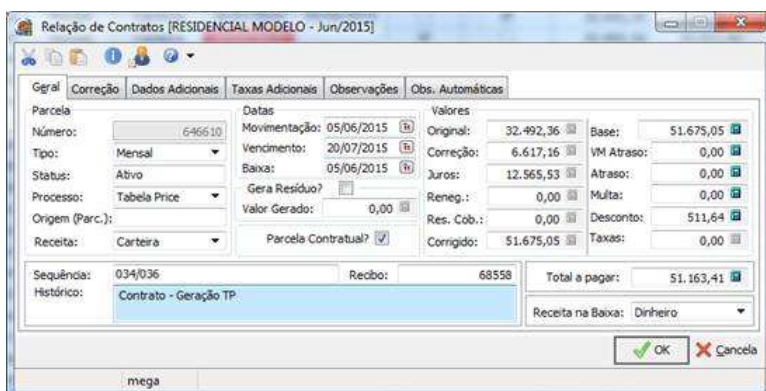 Relação de Contratos [RESIDENCIAL MODELO - Jun/2015]
Geral Correção Dados Adicionais Taxas Adicionais Observações Obs. Automáticas
Parcela
Número: 646610
Tipo: Mensal
Status: Ativo
Processo: Tabela Price
Origem (Parc.):
Receita: Carteira
Datas
Movimentação: 05/06/2015
Vencimento: 20/07/2015
Baixa: 05/06/2015
Gera Resíduo?
Valor Gerado: 0,00
Parcela Contratual?
Valores
Original: 32.492,36
Correção: 6.617,16
Juros: 12.565,53
Reneg.: 0,00
Res. Cob.: 0,00
Corrigido: 51.675,05
Base: 51.675,05
VM Atraso: 0,00
Atraso: 0,00
Multa: 0,00
Desconto: 511,64
Taxas: 0,00
Sequência: 034/036 Recibo: 68558
Histórico: Contrato - Geração TP
Total a pagar: 51.163,41
Receita na Baixa: Dinheiro
OK Cancela
mega